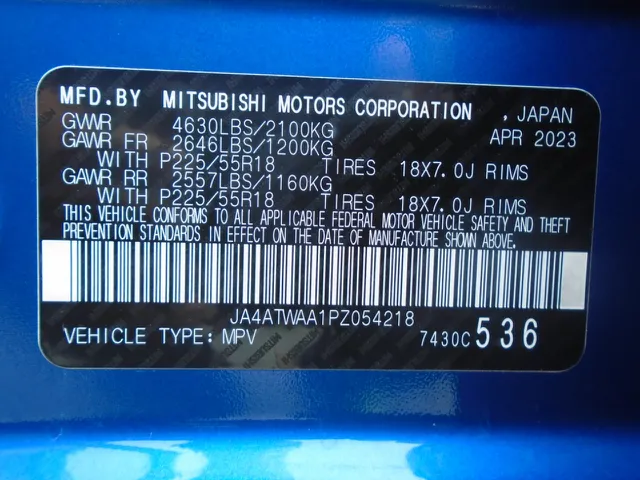 MFD.BY MITSUBISHI MOTORS CORPORATION , JAPAN
GVWR 4630LBS/2100KG APR 2023
GAWR FR 2646LBS/1200KG
WITH P225/55R18 TIRES 18X7.0J RIMS
GAWR RR 2557LBS/1160KG
WITH P225/55R18 TIRES 18X7.0J RIMS
THIS VEHICLE CONFORMS TO ALL APPLICABLE FEDERAL MOTOR VEHICLE SAFETY AND THEFT
PREVENTION STANDARDS IN EFFECT ON THE DATE OF MANUFACTURE SHOWN ABOVE.
JA4ATWAA1PZ054218
VEHICLE TYPE: MPV 7430C 536